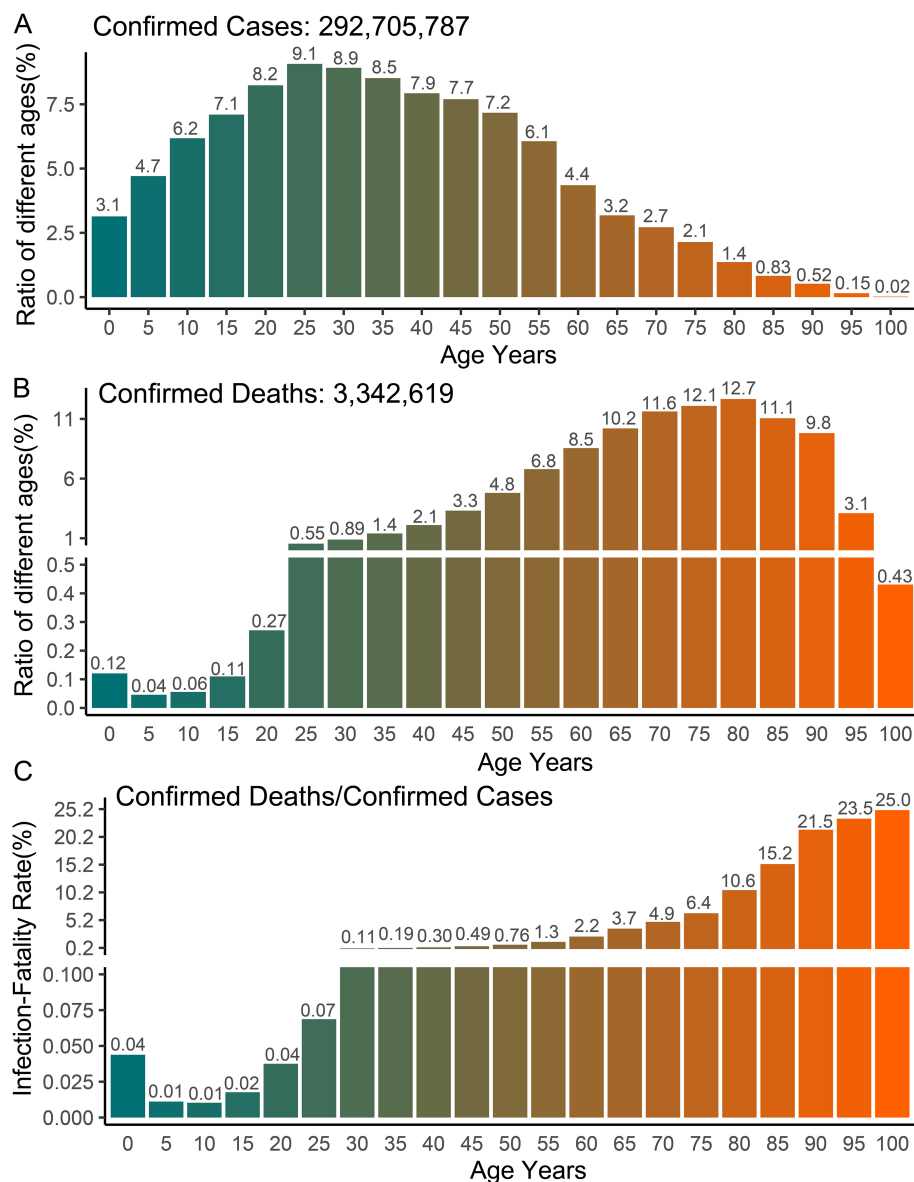 A
Confirmed Cases: 292,705,787
Ratio of different ages(%)
7.5
5.0
2.5
0.0
3.1 4.7 6.2 7.1 8.2 9.1 8.9 8.5 7.9 7.7 7.2 6.1 4.4 3.2 2.7 2.1 1.4 0.83 0.52 0.15 0.02
0 5 10 15 20 25 30 35 40 45 50 55 60 65 70 75 80 85 90 95 100
Age Years
B
Confirmed Deaths: 3,342,619
Ratio of different ages(%)
11
6
1
0.5
0.4
0.3
0.2
0.1
0.0
0.12 0.04 0.06 0.11 0.27 0.55 0.89 1.4 2.1 3.3 4.8 6.8 8.5 10.2 11.6 12.1 12.7 11.1 9.8 3.1 0.43
0 5 10 15 20 25 30 35 40 45 50 55 60 65 70 75 80 85 90 95 100
Age Years
C
Confirmed Deaths/Confirmed Cases
Infection-Fatality Rate(%)
25.2
20.2
15.2
10.2
5.2
0.2
0.100
0.075
0.050
0.025
0.000
0.04 0.01 0.01 0.02 0.04 0.07 0.11 0.19 0.30 0.49 0.76 1.3 2.2 3.7 4.9 6.4 10.6 15.2 21.5 23.5 25.0
0 5 10 15 20 25 30 35 40 45 50 55 60 65 70 75 80 85 90 95 100
Age Years